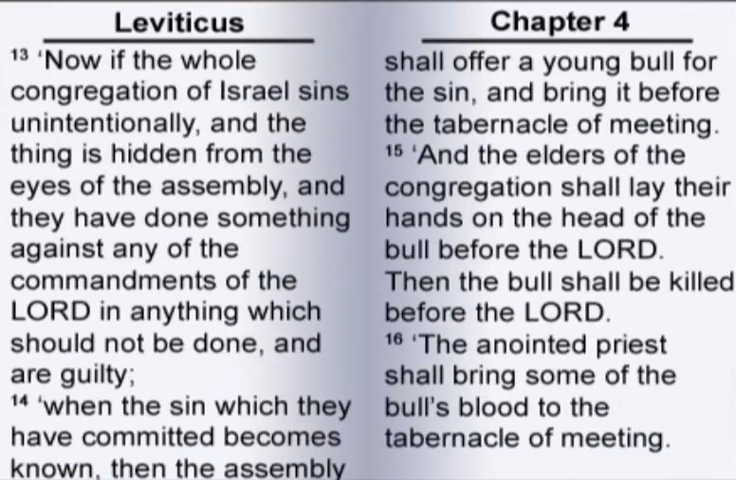 Leviticus
¹³ ‘Now if the whole
congregation of Israel sins
unintentionally, and the
thing is hidden from the
eyes of the assembly, and
they have done something
against any of the
commandments of the
LORD in anything which
should not be done, and
are guilty;
¹⁴ ‘when the sin which they
have committed becomes
known, then the assembly
Chapter 4
shall offer a young bull for
the sin, and bring it before
the tabernacle of meeting.
¹⁵ ‘And the elders of the
congregation shall lay their
hands on the head of the
bull before the LORD.
Then the bull shall be killed
before the LORD.
¹⁶ ‘The anointed priest
shall bring some of the
bull’s blood to the
tabernacle of meeting.